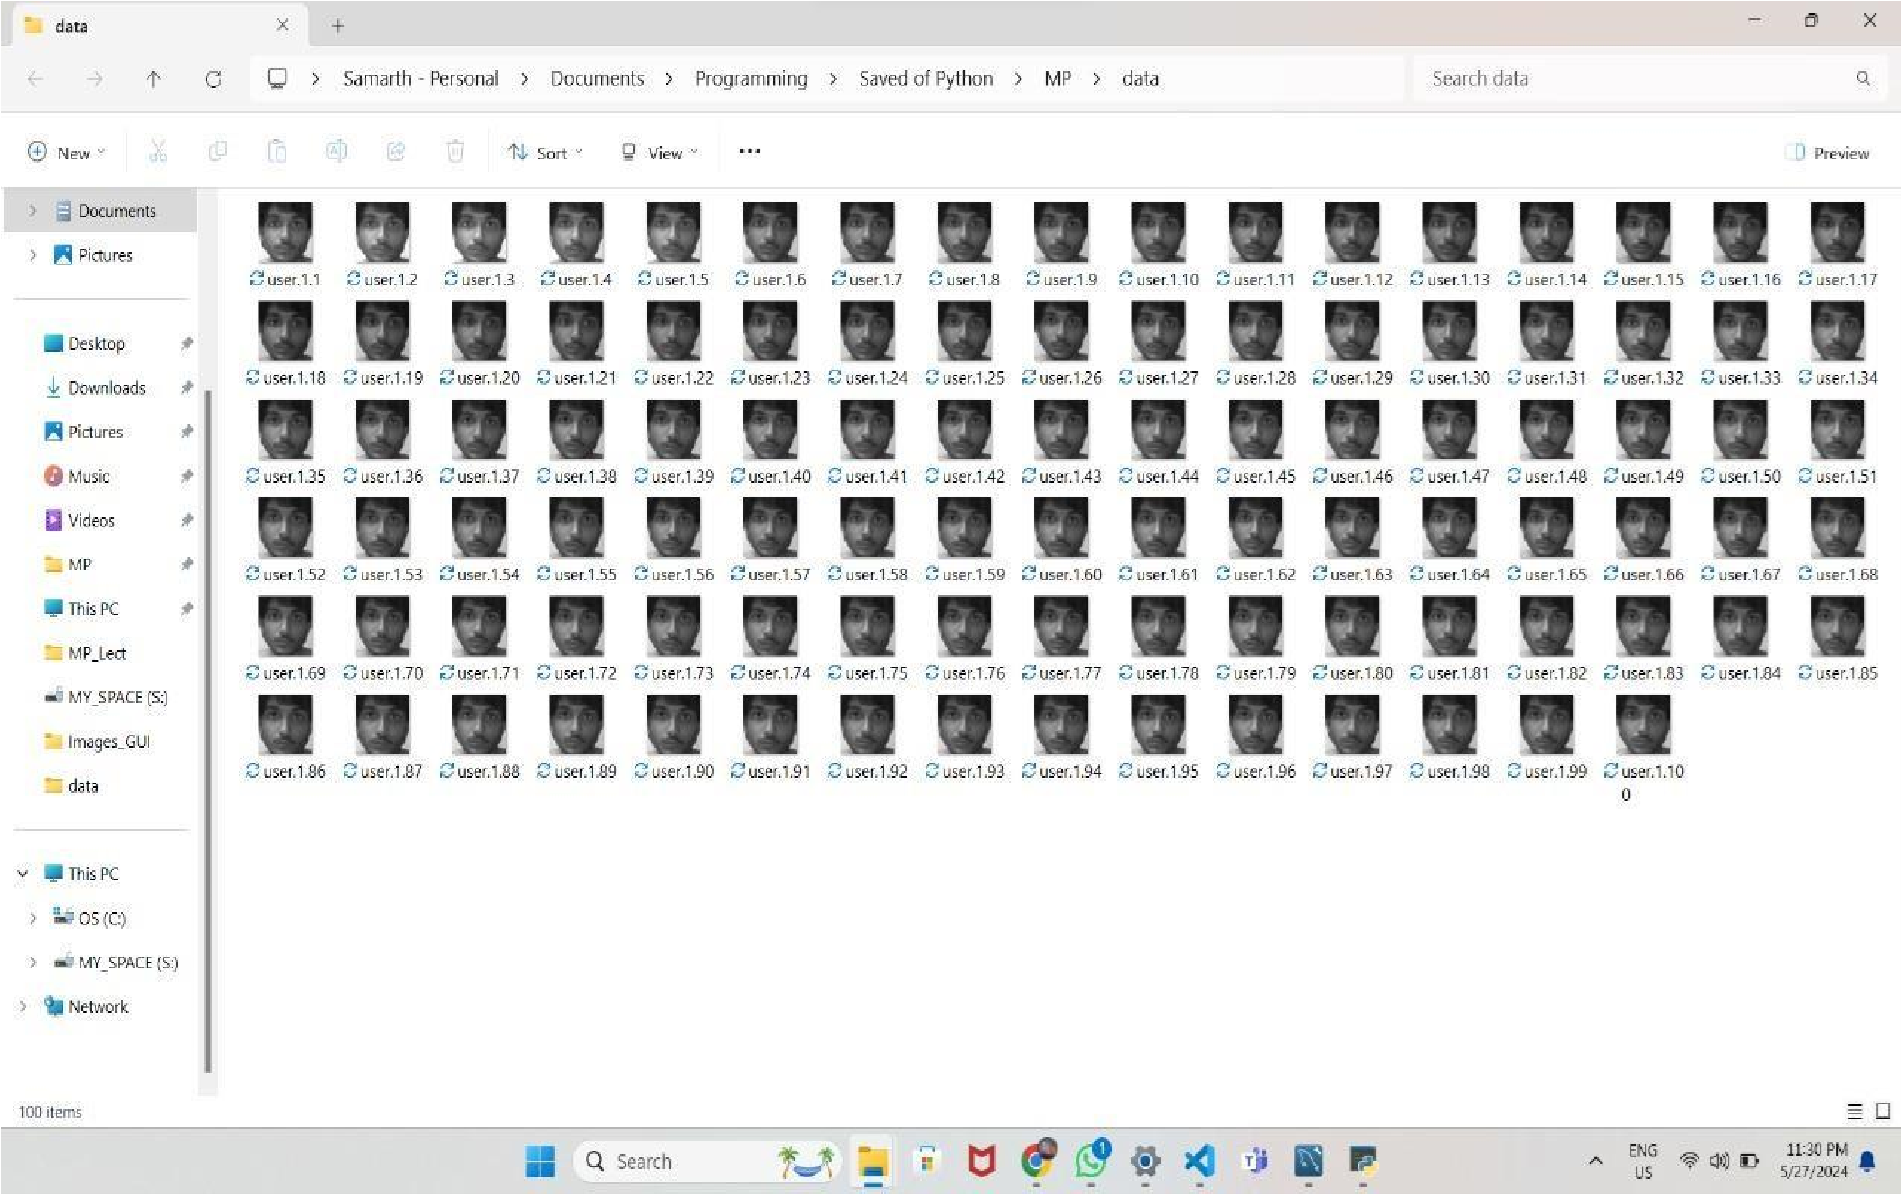 data
Samarth - Personal > Documents > Programming > Saved of Python > MP > data
Search data
New
Sort
View
Preview
Documents
Pictures
Desktop
Downloads
Pictures
Music
Videos
MP
This PC
MP_Lect
MY_SPACE (S:)
Images_GUI
data
This PC
OS (C:)
MY_SPACE (S:)
Network
user.1.1 user.1.2 user.1.3 user.1.4 user.1.5 user.1.6 user.1.7 user.1.8 user.1.9 user.1.10 user.1.11 user.1.12 user.1.13 user.1.14 user.1.15 user.1.16 user.1.17
user.1.18 user.1.19 user.1.20 user.1.21 user.1.22 user.1.23 user.1.24 user.1.25 user.1.26 user.1.27 user.1.28 user.1.29 user.1.30 user.1.31 user.1.32 user.1.33 user.1.34
user.1.35 user.1.36 user.1.37 user.1.38 user.1.39 user.1.40 user.1.41 user.1.42 user.1.43 user.1.44 user.1.45 user.1.46 user.1.47 user.1.48 user.1.49 user.1.50 user.1.51
user.1.52 user.1.53 user.1.54 user.1.55 user.1.56 user.1.57 user.1.58 user.1.59 user.1.60 user.1.61 user.1.62 user.1.63 user.1.64 user.1.65 user.1.66 user.1.67 user.1.68
user.1.69 user.1.70 user.1.71 user.1.72 user.1.73 user.1.74 user.1.75 user.1.76 user.1.77 user.1.78 user.1.79 user.1.80 user.1.81 user.1.82 user.1.83 user.1.84 user.1.85
user.1.86 user.1.87 user.1.88 user.1.89 user.1.90 user.1.91 user.1.92 user.1.93 user.1.94 user.1.95 user.1.96 user.1.97 user.1.98 user.1.99 user.1.10
0
100 items
Search
1
ENG
US
11:30 PM
5/27/2024